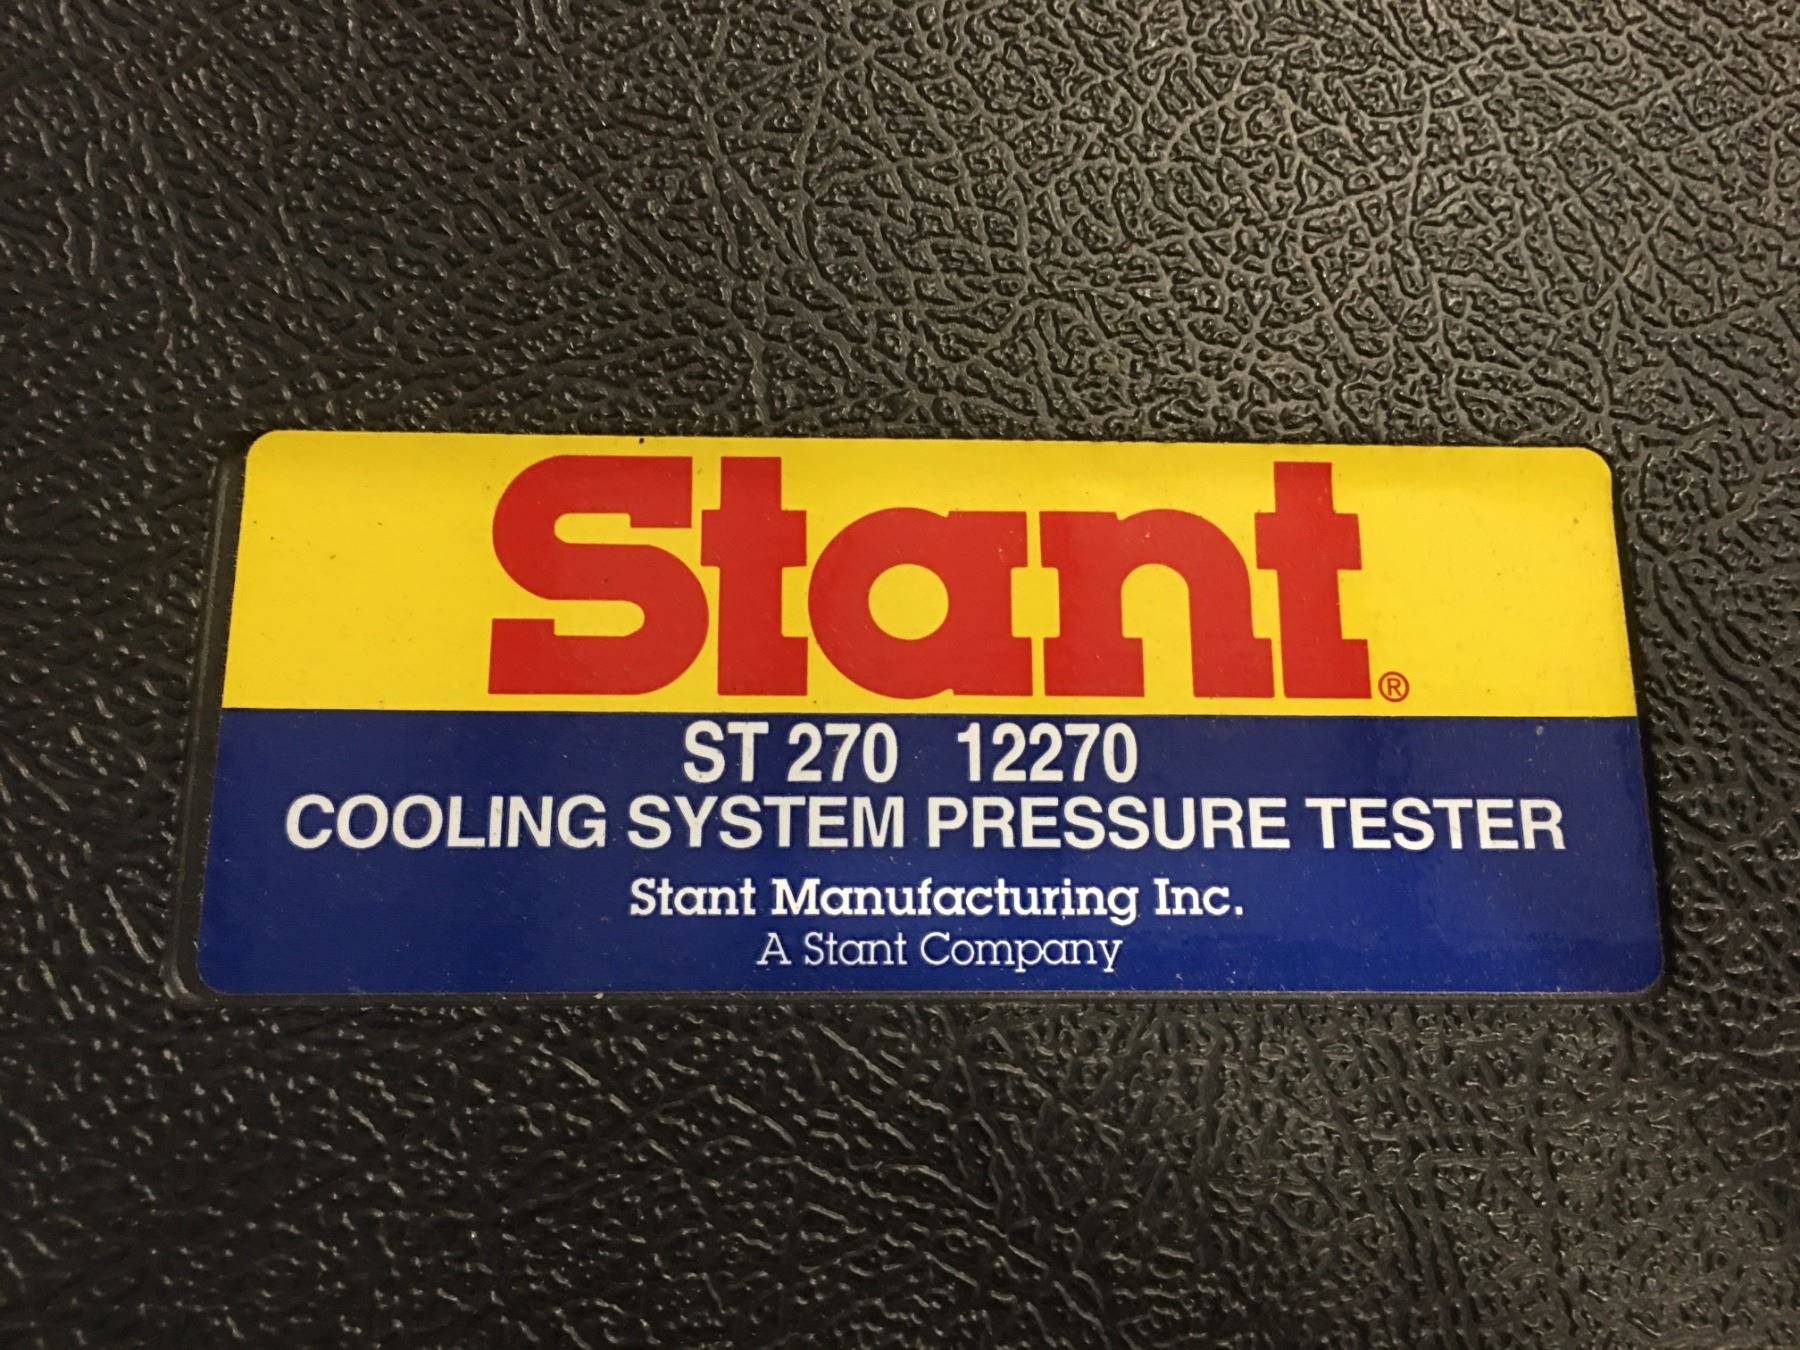 Stant®
ST 270 12270
COOLING SYSTEM PRESSURE TESTER
Stant Manufacturing Inc.
A Stant Company